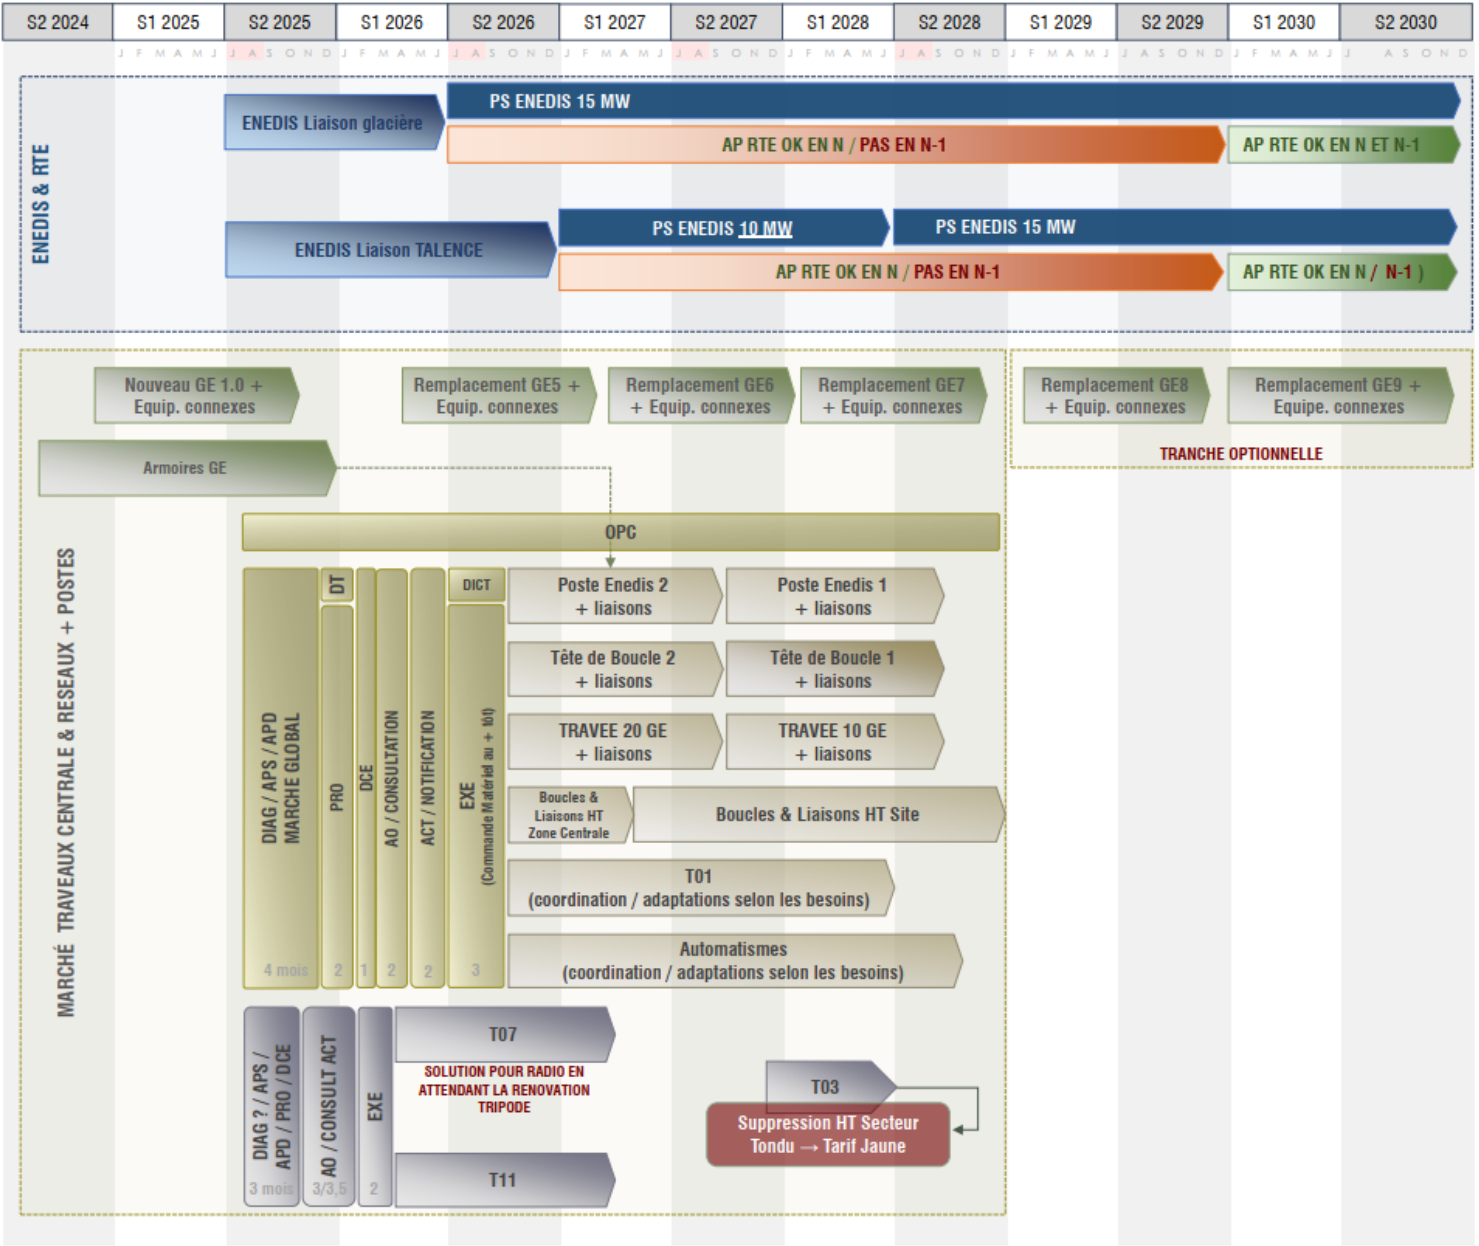 S2 2024 S1 2025 S2 2025 S1 2026 S2 2026 S1 2027 S2 2027 S1 2028 S2 2028 S1 2029 S2 2029 S1 2030 S2 2030
J F M A M J J A S O N D J F M A M J J A S O N D J F M A M J J A S O N D J F M A M J J A S O N D J F M A M J J A S O N D J F M A M J J A S O N D
ENEDIS & RTE
ENEDIS Liaison glacière
PS ENEDIS 15 MW
AP RTE OK EN N / PAS EN N-1
AP RTE OK EN N ET N-1
ENEDIS Liaison TALENCE
PS ENEDIS 10 MW
PS ENEDIS 15 MW
AP RTE OK EN N / PAS EN N-1
AP RTE OK EN N / N-1 )
MARCHÉ TRAVEAUX CENTRALE & RESEAUX + POSTES
Nouveau GE 1.0 +
Equip. connexes
Remplacement GE5 +
Equip. connexes
Remplacement GE6
+ Equip. connexes
Remplacement GE7
+ Equip. connexes
Remplacement GE8
+ Equip. connexes
Remplacement GE9 +
Equipe. connexes
TRANCHE OPTIONNELLE
Armoires GE
OPC
DIAG / APS / APD
MARCHE GLOBAL
4 mois
DT
PRO
2
DCE
1
AO / CONSULTATION
2
ACT / NOTIFICATION
2
DICT
EXE
(Commande Matériel au + tôt)
3
Poste Enedis 2
+ liaisons
Poste Enedis 1
+ liaisons
Tête de Boucle 2
+ liaisons
Tête de Boucle 1
+ liaisons
TRAVEE 20 GE
+ liaisons
TRAVEE 10 GE
+ liaisons
Boucles &
Liaisons HT
Zone Centrale
Boucles & Liaisons HT Site
T01
(coordination / adaptations selon les besoins)
Automatismes
(coordination / adaptations selon les besoins)
DIAG ? / APS /
APD / PRO / DCE
3 mois
AO / CONSULT ACT
3/3,5
EXE
2
T07
SOLUTION POUR RADIO EN
ATTENDANT LA RENOVATION
TRIPODE
T11
T03
Suppression HT Secteur
Tondu → Tarif Jaune